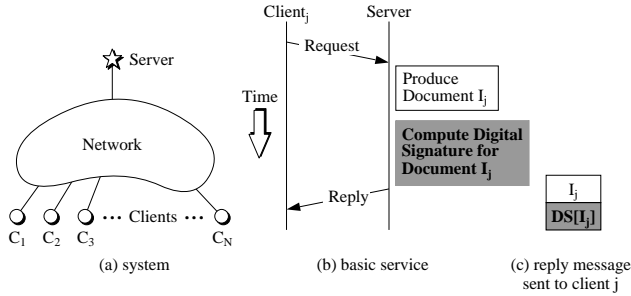 Server
Network
Clients
C1 C2 C3 ••• Clients ••• CN
(a) system
Clientj Server
Request
Produce
Document Ij
Time
Compute Digital
Signature for
Document Ij
Reply
(b) basic service
Ij
DS[Ij]
(c) reply message
sent to client j